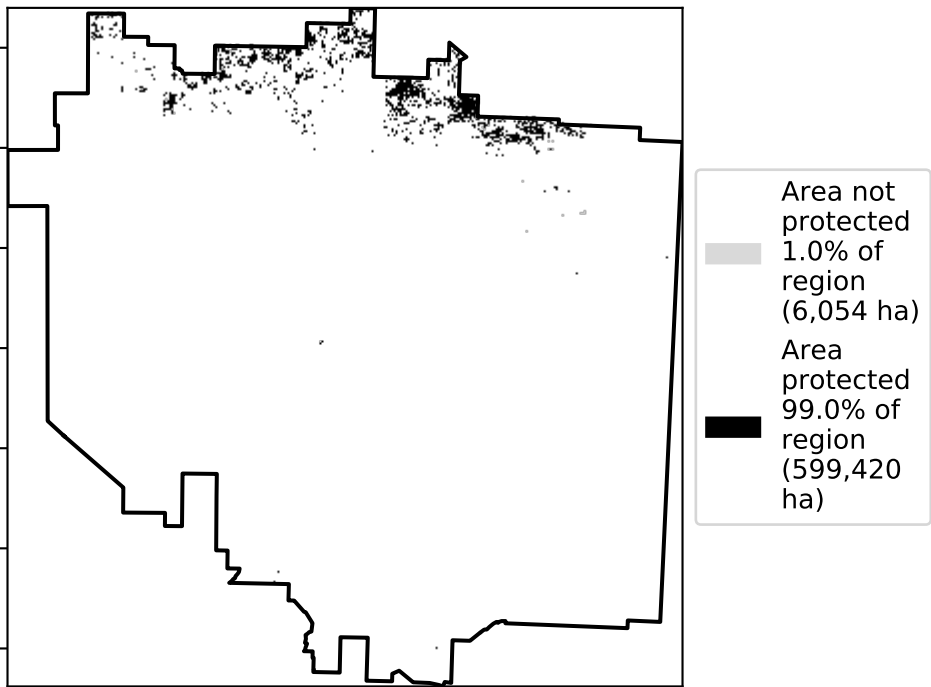 Area not
protected
1.0% of
region
(6,054 ha)
Area
protected
99.0% of
region
(599,420
ha)